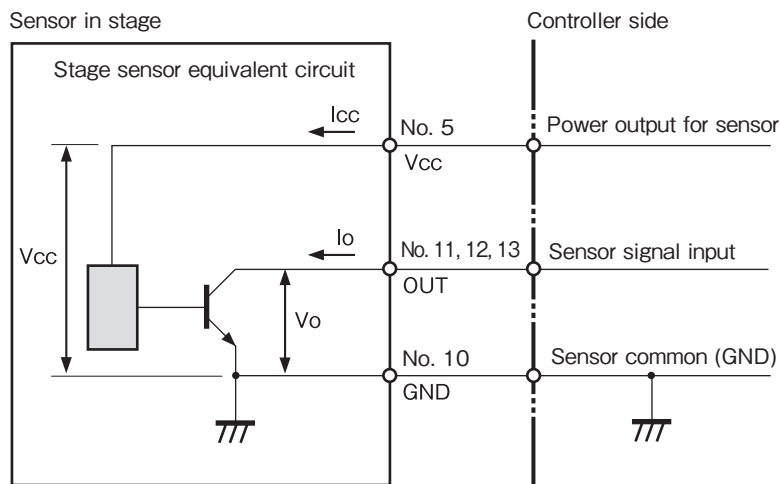 Sensor in stage
Controller side
Stage sensor equivalent circuit
Icc
No. 5
Power output for sensor
Vcc
Vcc
Io
No. 11, 12, 13
Sensor signal input
OUT
Vo
No. 10
Sensor common (GND)
GND